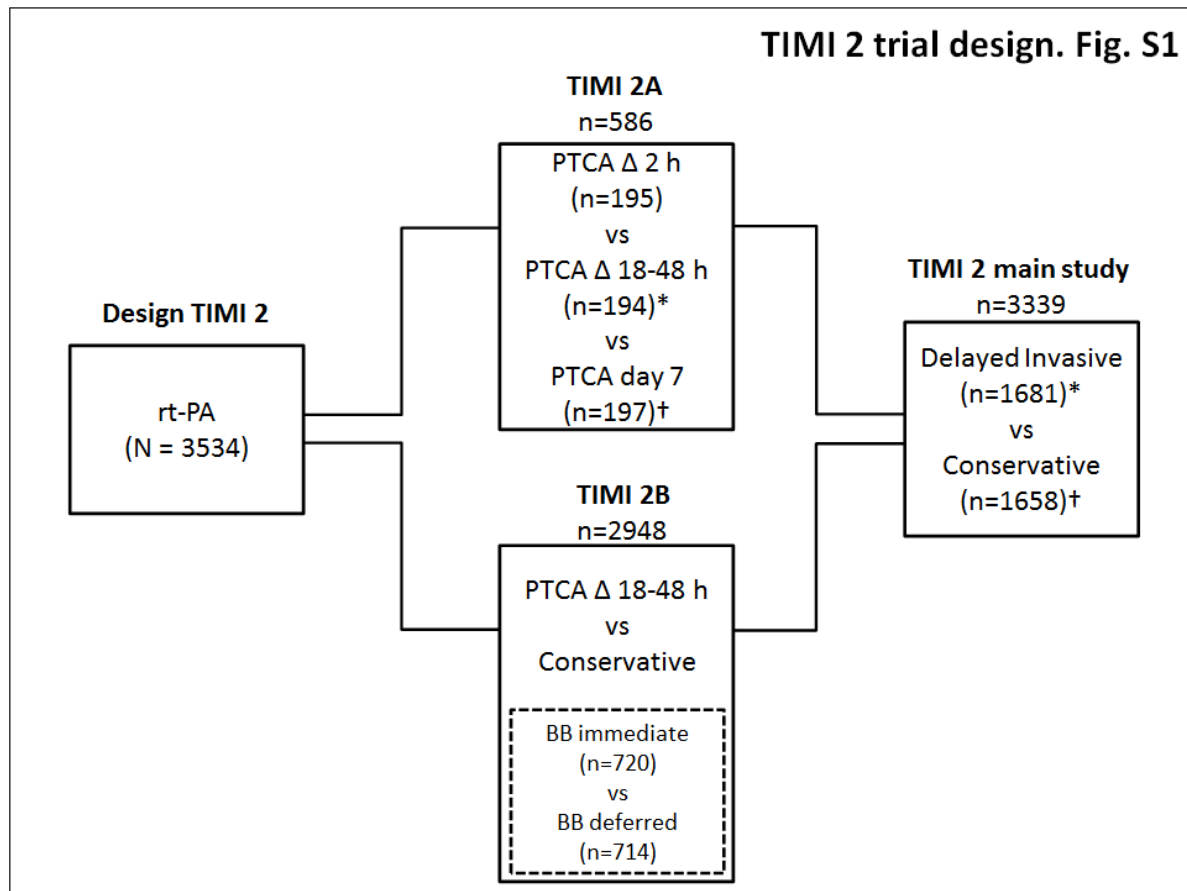 TIMI 2 trial design. Fig. S1
TIMI 2A
n=586
PTCA Δ 2 h
(n=195)
vs
PTCA Δ 18-48 h
(n=194)*
vs
PTCA day 7
(n=197)†
Design TIMI 2
rt-PA
(N = 3534)
TIMI 2B
n=2948
PTCA Δ 18-48 h
vs
Conservative
BB immediate
(n=720)
vs
BB deferred
(n=714)
TIMI 2 main study
n=3339
Delayed Invasive
(n=1681)*
vs
Conservative
(n=1658)†